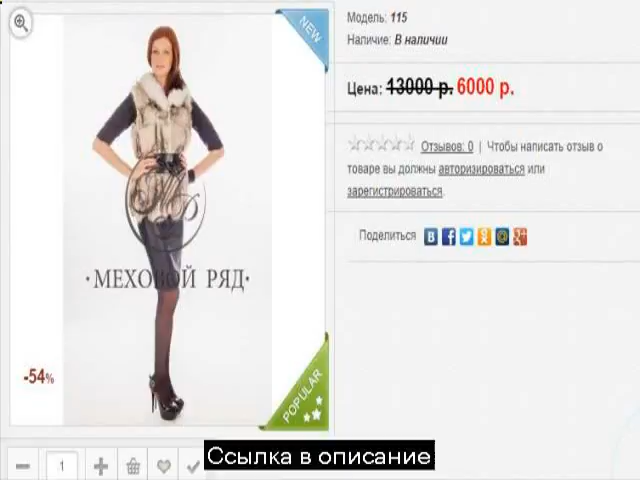 NEW
Модель: 115
Наличие: В наличии
Цена: 13000 р. 6000 р.
Отзывов: 0 | Чтобы написать отзыв о
товаре вы должны авторизироваться или
зарегистрироваться.
Поделиться
·МЕХОВОЙ РЯД·
-54%
POPULAR
1
Ссылка в описание